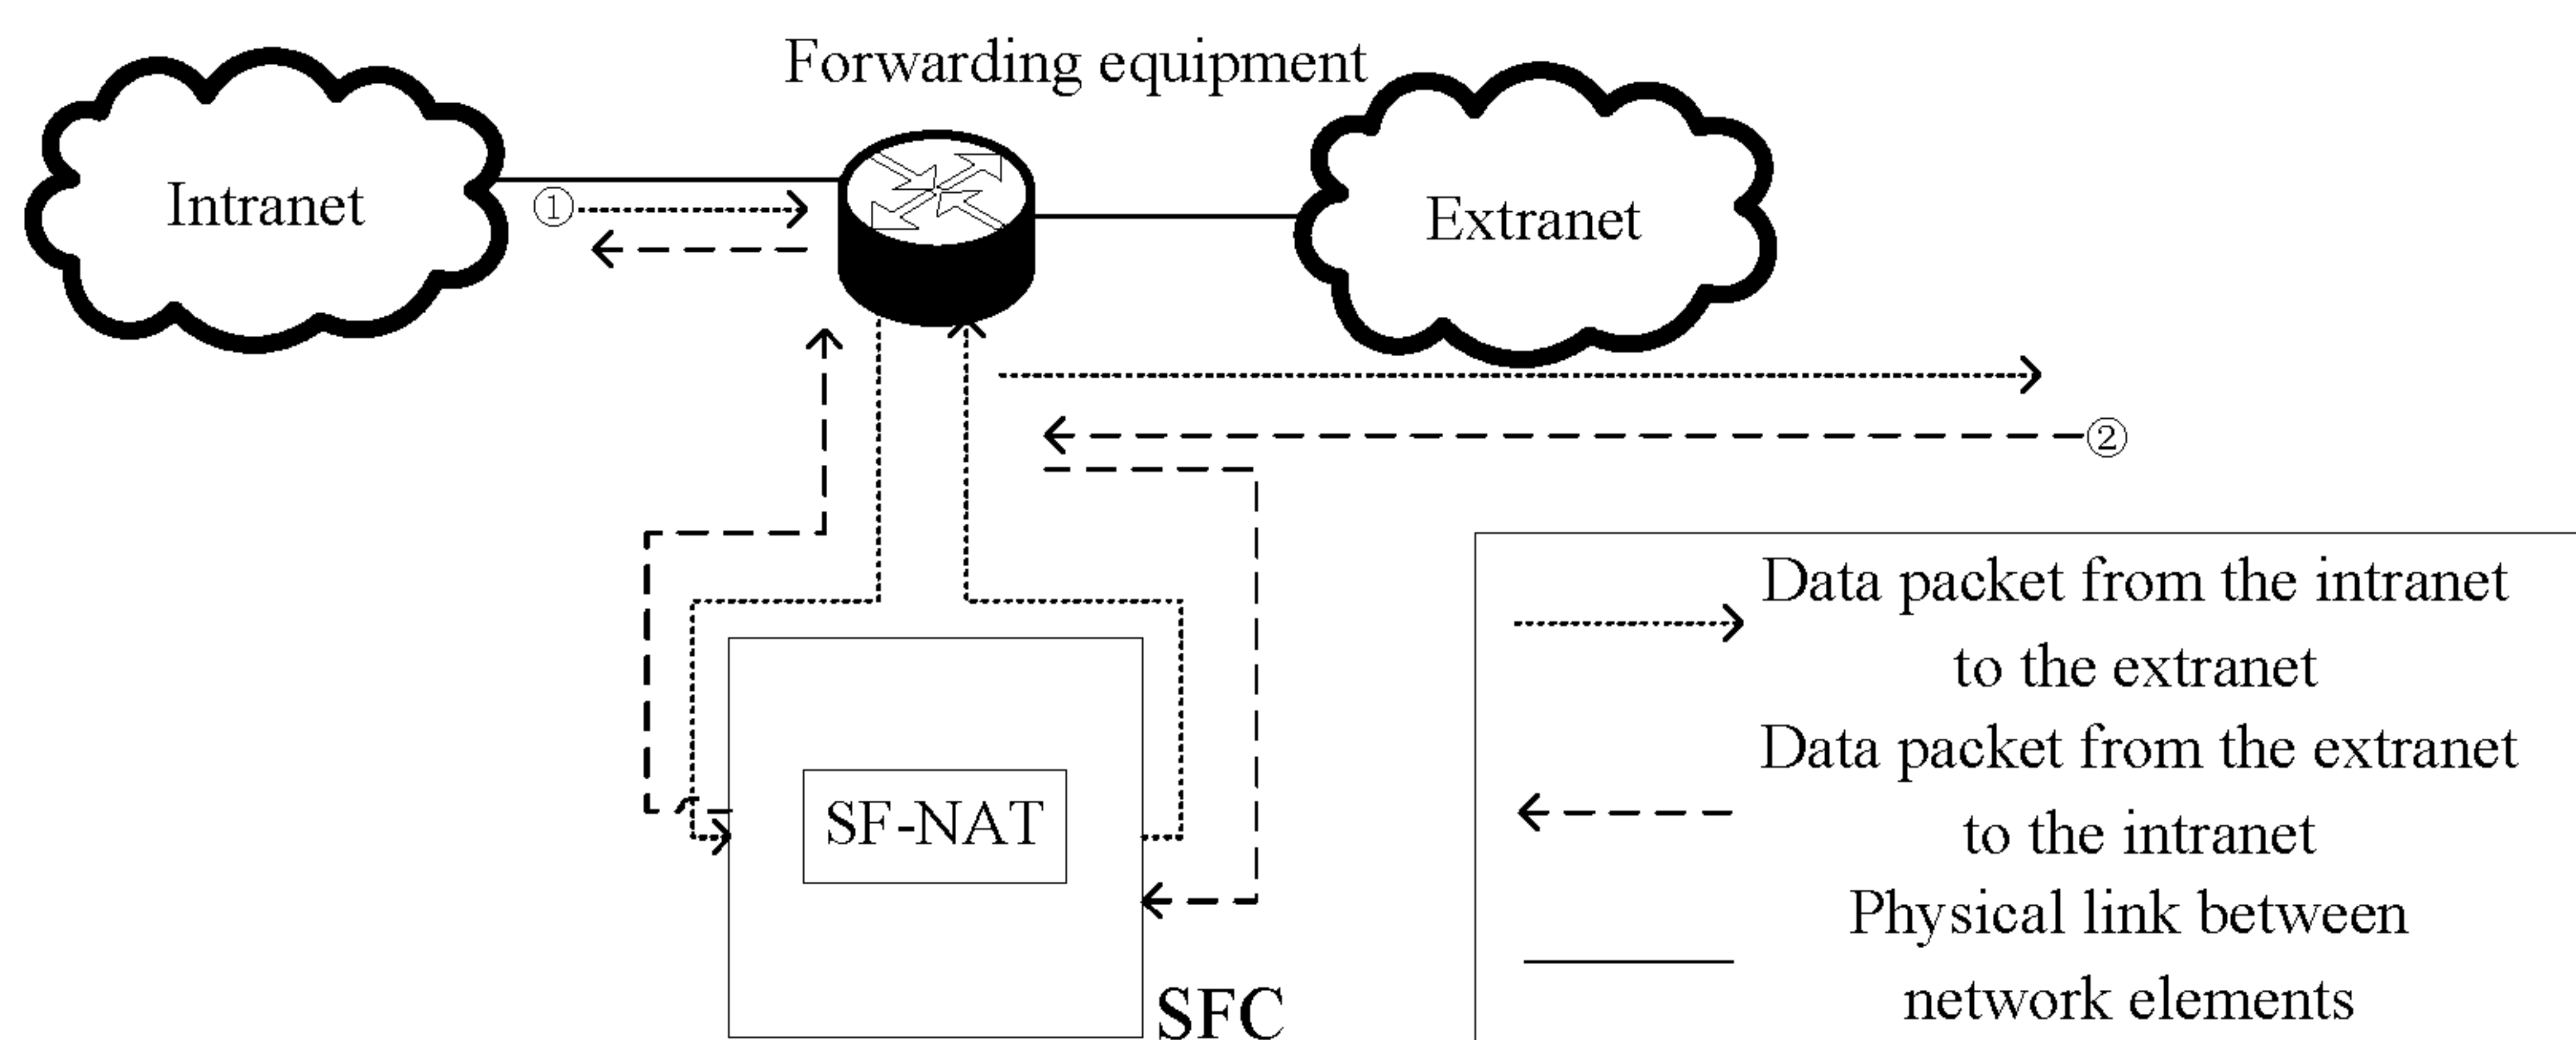 Forwarding equipment
Intranet
①
Extranet
②
SF-NAT
SFC
Data packet from the intranet
to the extranet
Data packet from the extranet
to the intranet
Physical link between
network elements